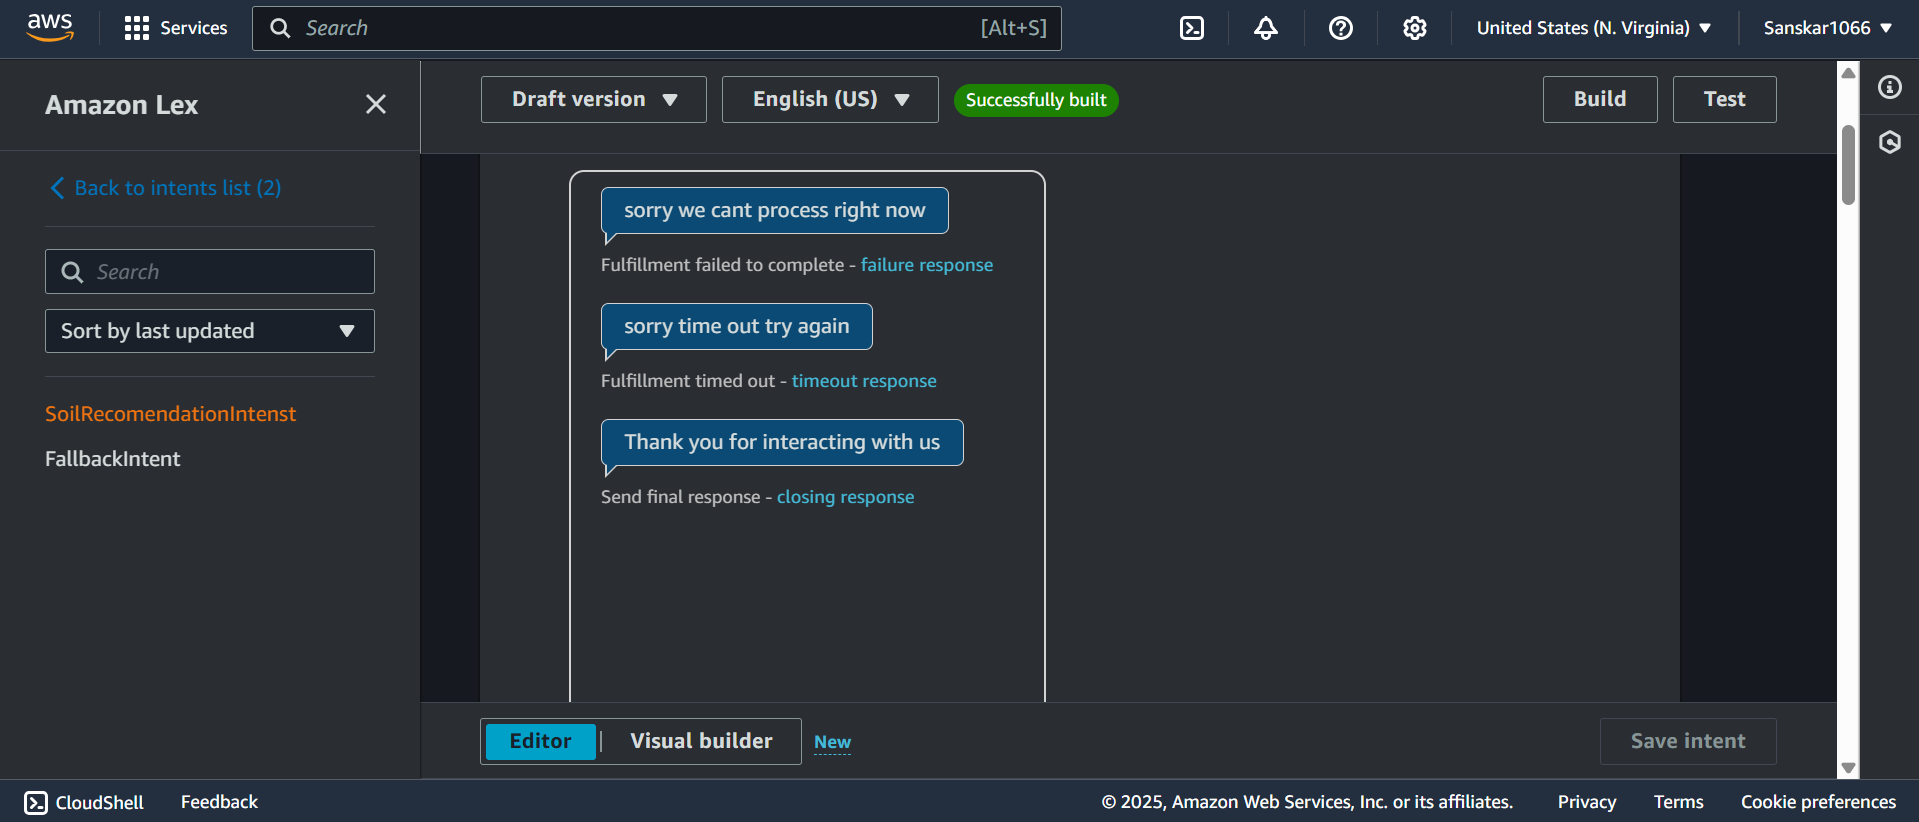 aws
Services
Search
[Alt+S]
United States (N. Virginia)
Sanskar1066
Amazon Lex
Back to intents list (2)
Search
Sort by last updated
SoilRecomendationIntenst
FallbackIntent
Draft version
English (US)
Successfully built
Build
Test
sorry we cant process right now
Fulfillment failed to complete - failure response
sorry time out try again
Fulfillment timed out - timeout response
Thank you for interacting with us
Send final response - closing response
Editor
Visual builder
New
Save intent
CloudShell
Feedback
© 2025, Amazon Web Services, Inc. or its affiliates.
Privacy
Terms
Cookie preferences